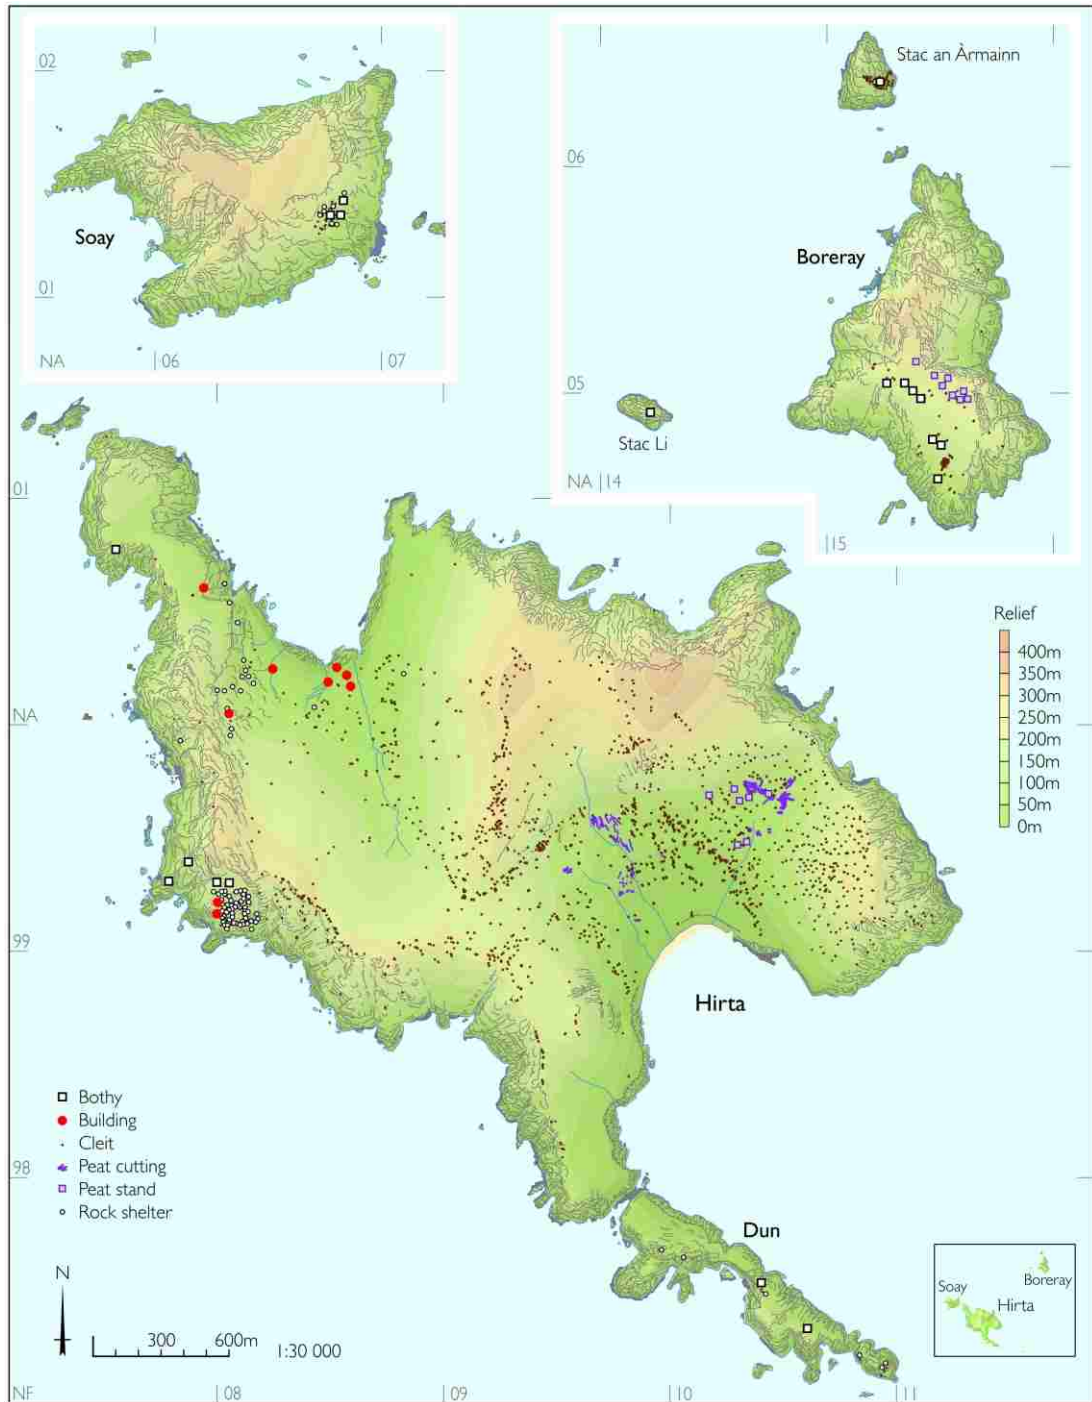 02
Soay
01
NA
06
07
Stac an Àrmainn
06
Boreray
05
Stac Li
NA
14
15
01
NA
99
98
Relief
400m
350m
300m
250m
200m
150m
100m
50m
0m
Hirta
Dun
Bothy
Building
Cleit
Peat cutting
Peat stand
Rock shelter
N
300 600m
1:30 000
Soay
Boreray
Hirta
NF
08
09
10
11